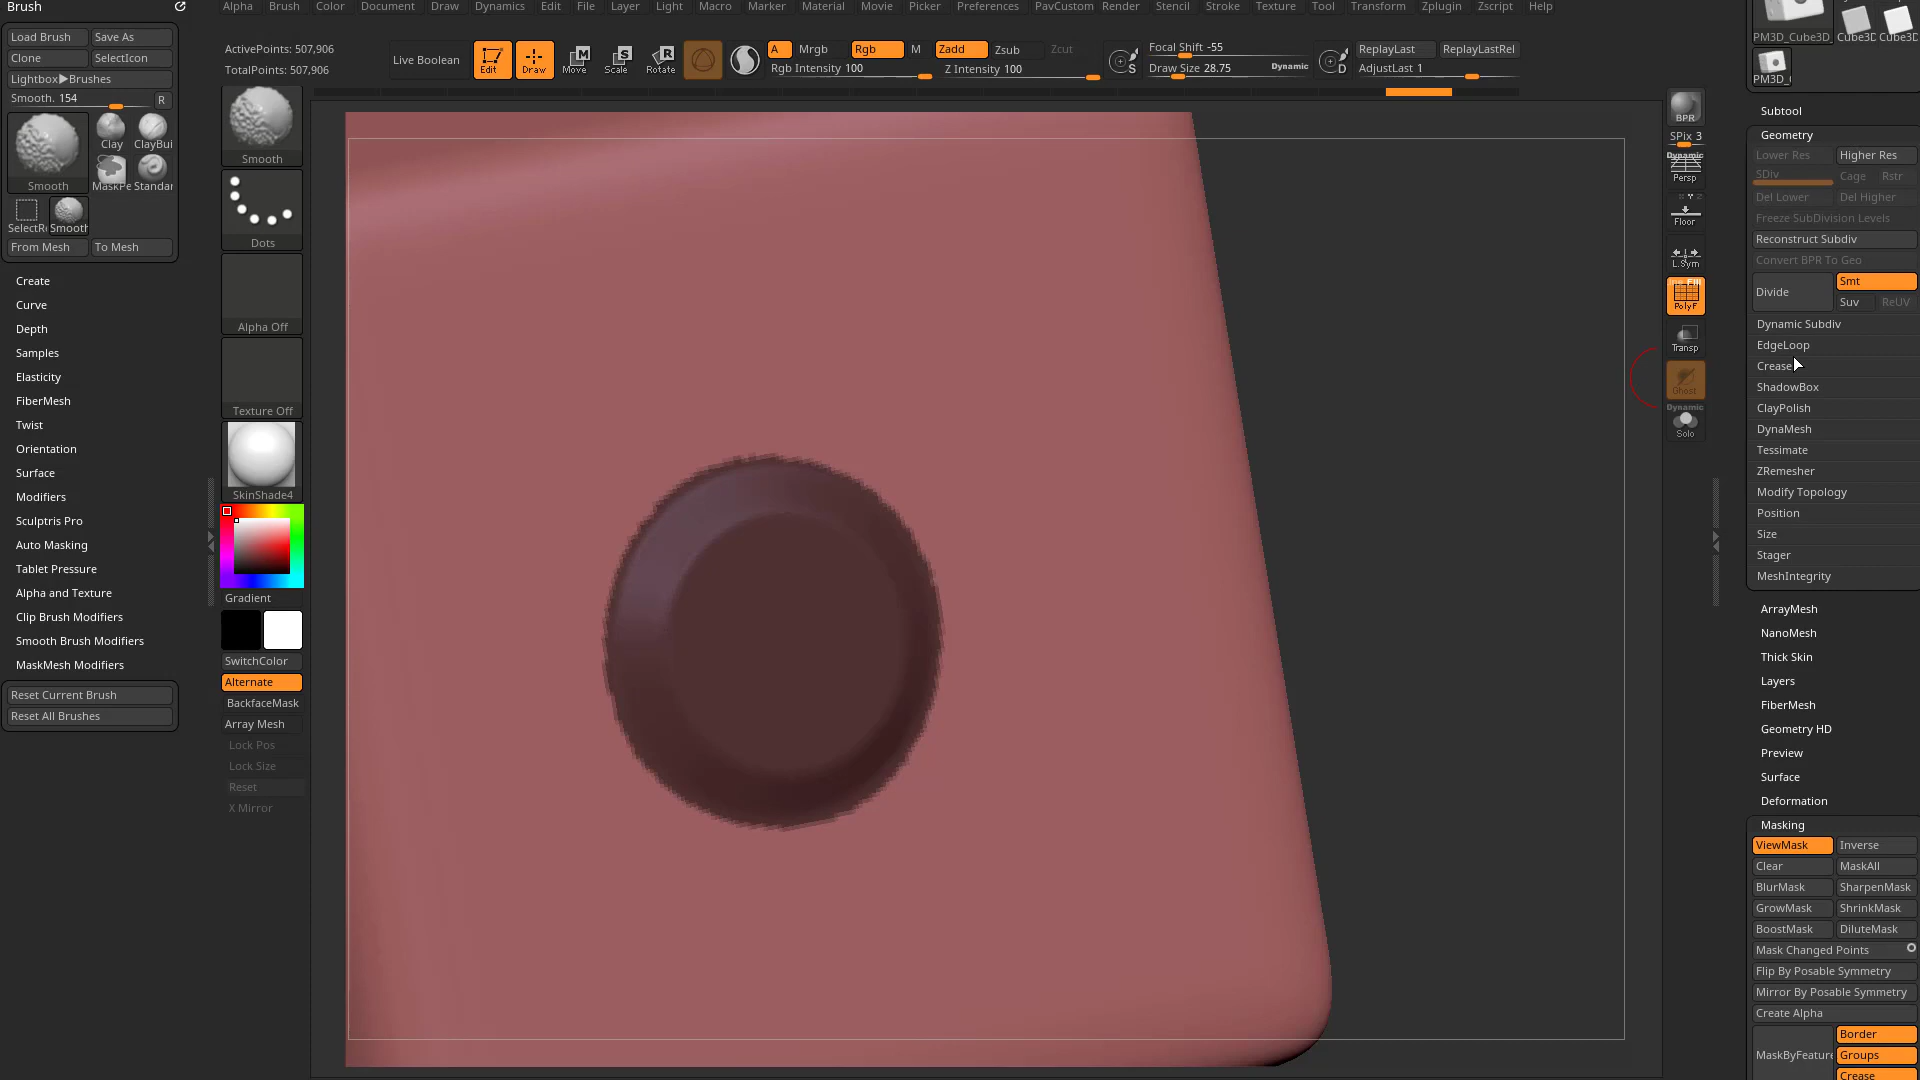 Brush
Load Brush Save As
Clone SelectIcon
Lightbox▶Brushes
Smooth. 154 R
Clay ClayBui
Smooth MaskPe Standar
SelectRe Smooth
From Mesh To Mesh
Create
Curve
Depth
Samples
Elasticity
FiberMesh
Twist
Orientation
Surface
Modifiers
Sculptris Pro
Auto Masking
Tablet Pressure
Alpha and Texture
Clip Brush Modifiers
Smooth Brush Modifiers
MaskMesh Modifiers
Reset Current Brush
Reset All Brushes
Alpha Brush Color Document Draw Dynamics Edit File Layer Light Macro Marker Material Movie Picker Preferences PavCustom Render Stencil Stroke Texture Tool Transform Zplugin Zscript Help
ActivePoints: 507,906
TotalPoints: 507,906
Live Boolean
Edit Draw Move Scale Rotate
A Mrgb Rgb M Zadd Zsub Zcut
Rgb Intensity 100 Z Intensity 100
S
Focal Shift -55
Draw Size 28.75 Dynamic
D
ReplayLast ReplayLastRel
AdjustLast 1
Smooth
Dots
Alpha Off
Texture Off
SkinShade4
Gradient
SwitchColor
Alternate
BackfaceMask
Array Mesh
Lock Pos
Lock Size
Reset
X Mirror
BPR
SPix 3
Dynamic
Persp
Floor
L.Sym
PolyF
Transp
Ghost
Dynamic
Solo
PM3D_Cube3D_ Cube3D Cube3D
PM3D_C
Subtool
Geometry
Lower Res Higher Res
SDiv Cage Rstr
Del Lower Del Higher
Freeze SubDivision Levels
Reconstruct Subdiv
Convert BPR To Geo
Divide Smt
Suv ReUV
Dynamic Subdiv
EdgeLoop
Crease
ShadowBox
ClayPolish
DynaMesh
Tessimate
ZRemesher
Modify Topology
Position
Size
Stager
MeshIntegrity
ArrayMesh
NanoMesh
Thick Skin
Layers
FiberMesh
Geometry HD
Preview
Surface
Deformation
Masking
ViewMask Inverse
Clear MaskAll
BlurMask SharpenMask
GrowMask ShrinkMask
BoostMask DiluteMask
Mask Changed Points
Flip By Posable Symmetry
Mirror By Posable Symmetry
Create Alpha
Border
MaskByFeature Groups
Crease